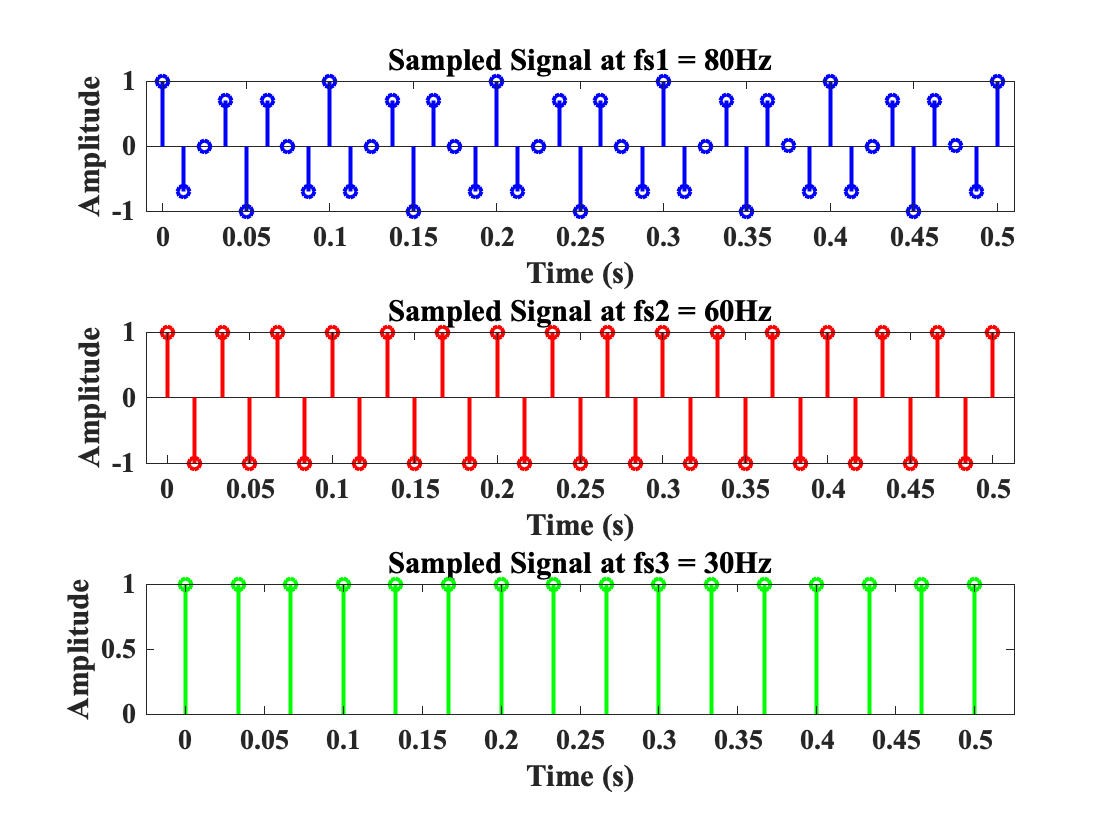 Sampled Signal at fs1 = 80Hz
Amplitude
1
0
-1
0 0.05 0.1 0.15 0.2 0.25 0.3 0.35 0.4 0.45 0.5
Time (s)
Sampled Signal at fs2 = 60Hz
Amplitude
1
0
-1
0 0.05 0.1 0.15 0.2 0.25 0.3 0.35 0.4 0.45 0.5
Time (s)
Sampled Signal at fs3 = 30Hz
Amplitude
1
0.5
0
0 0.05 0.1 0.15 0.2 0.25 0.3 0.35 0.4 0.45 0.5
Time (s)